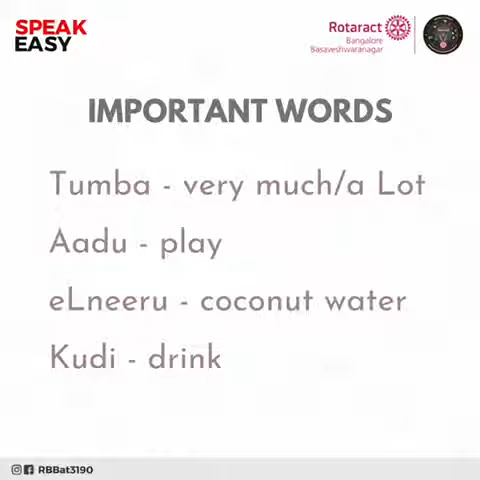 SPEAK
EASY
Rotaract
Bangalore
Basaveshwaranagar
IMPORTANT WORDS
Tumba - very much/a Lot
Aadu - play
eLneeru - coconut water
Kudi - drink
RBBat3190